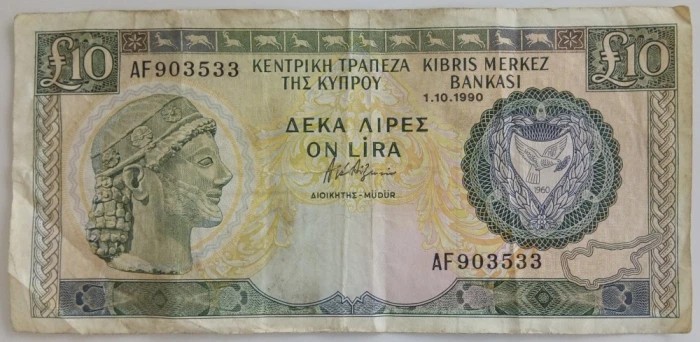 £10 £10
AF903533 ΚΕΝΤΡΙΚΗ ΤΡΑΠΕΖΑ KIBRIS MERKEZ
ΤΗΣ ΚΥΠΡΟΥ BANKASI
1.10.1990
ΔΕΚΑ ΛΙΡΕΣ
ON LİRA
ΔΙΟΙΚΗΤΗΣ-MÜDÜR
1960
AF903533
£10